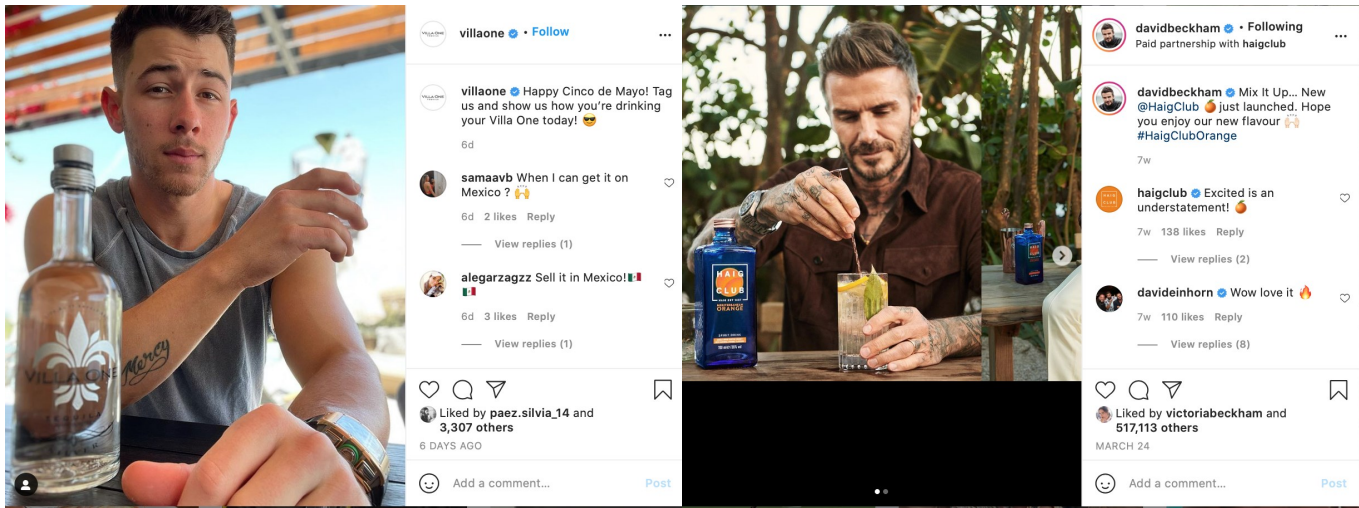 VILLA ONE
TEQUILA
Mercy
villaone • Follow
villaone Happy Cinco de Mayo! Tag
us and show us how you're drinking
your Villa One today! 😎
6d
samaavb When I can get it on
Mexico ? 🙌
6d 2 likes Reply
View replies (1)
alegarzagzz Sell it in Mexico!🇲🇽
🇲🇽
6d 3 likes Reply
View replies (1)
Liked by paez.silvia_14 and
3,307 others
6 DAYS AGO
Add a comment... Post
HAIG
CLUB
MEDITERRANEAN
ORANGE
davidbeckham • Following
Paid partnership with haigclub
davidbeckham Mix It Up... New
@HaigClub 🍊 just launched. Hope
you enjoy our new flavour 🙌🏻
#HaigClubOrange
7w
haigclub Excited is an
understatement! 🍊
7w 138 likes Reply
View replies (2)
davideinhorn Wow love it 🔥
7w 110 likes Reply
View replies (8)
Liked by victoriabeckham and
517,113 others
MARCH 24
Add a comment... Post